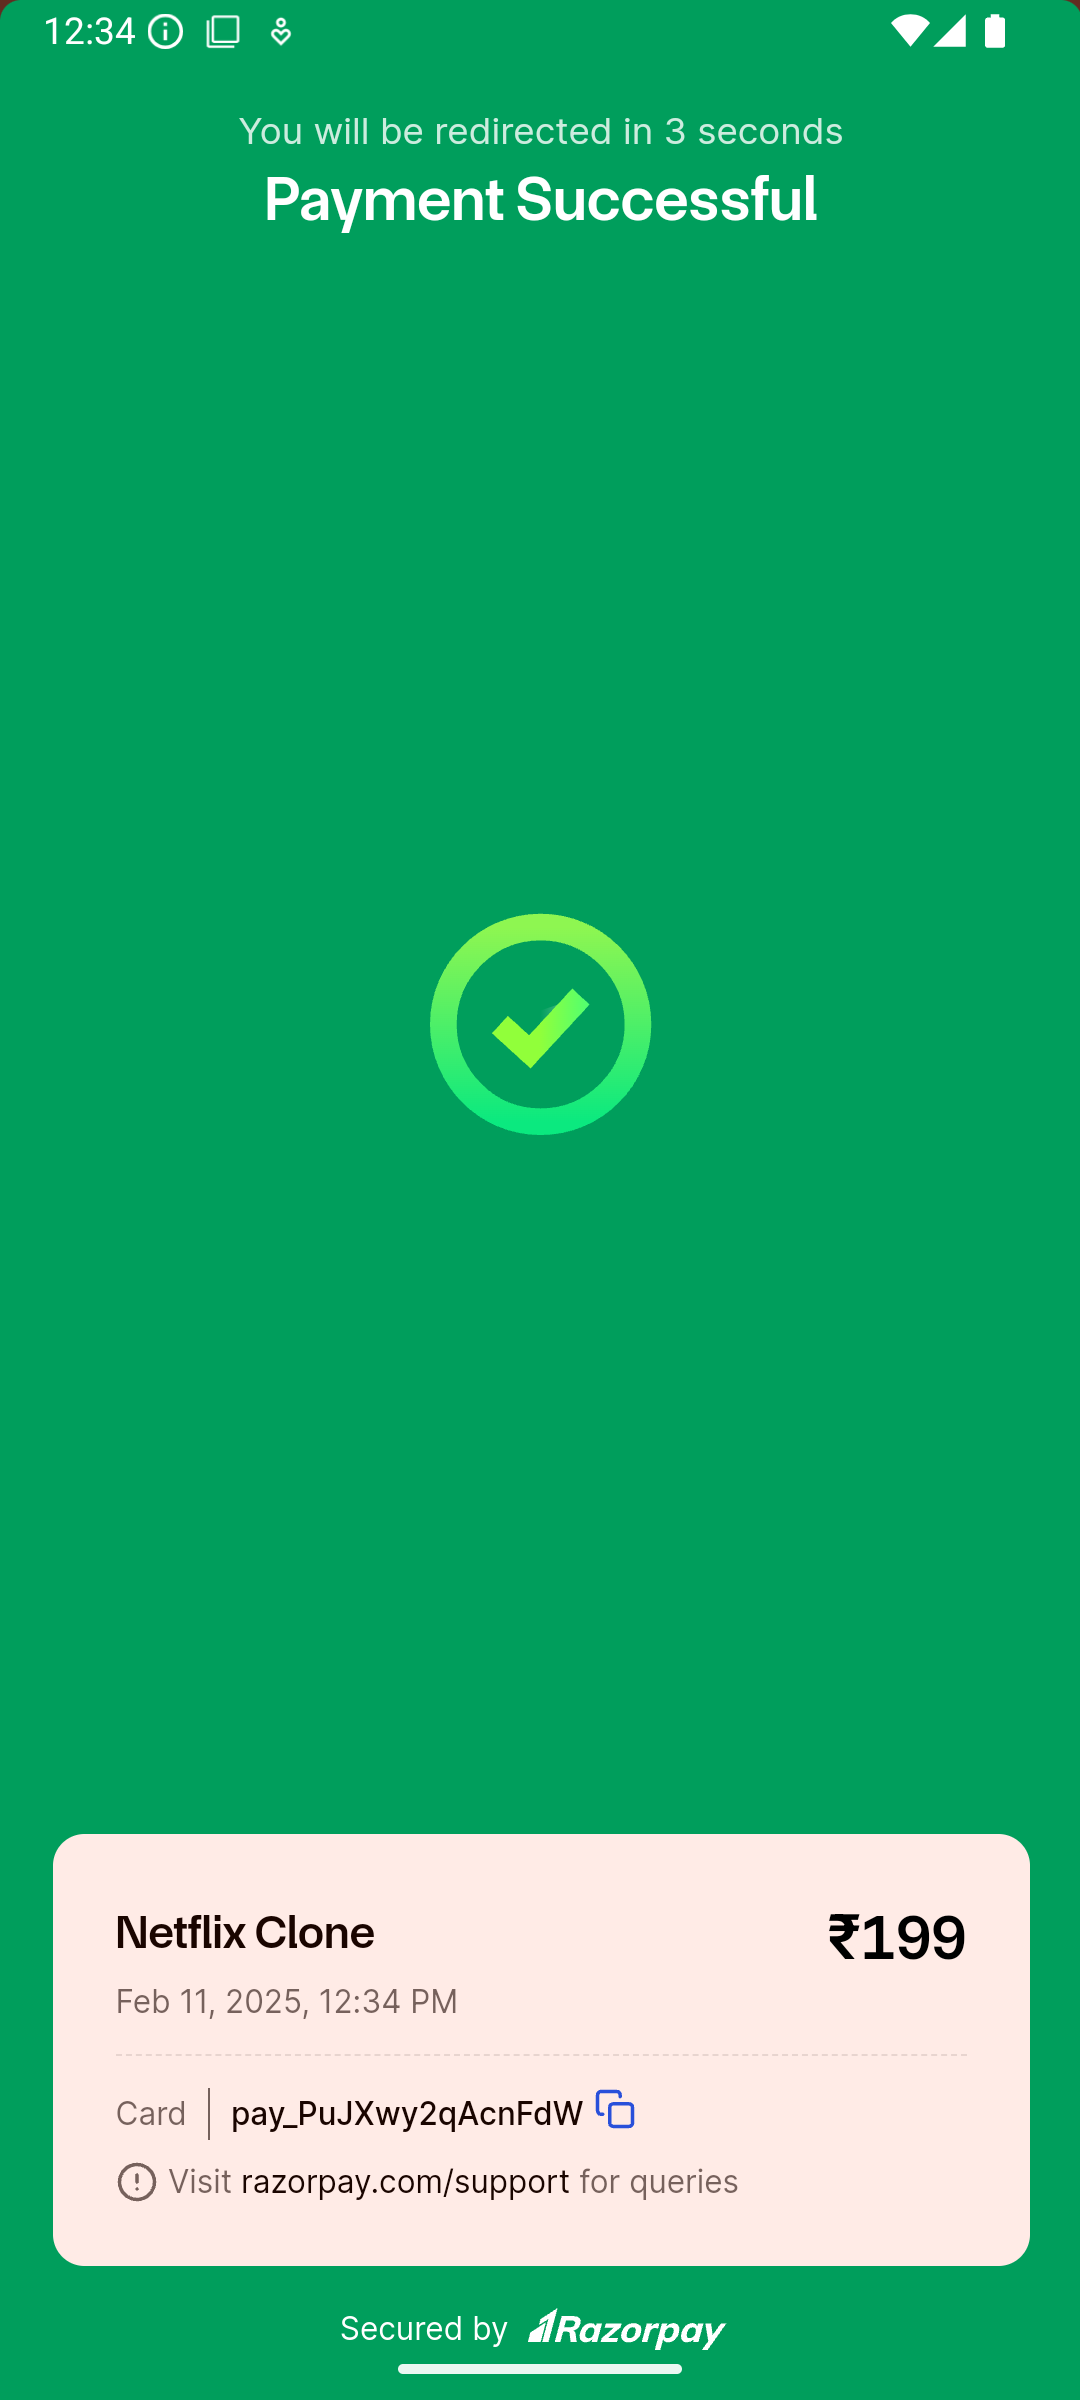 12:34
You will be redirected in 3 seconds
Payment Successful
Netflix Clone ₹199
Feb 11, 2025, 12:34 PM
Card pay_PuJXwy2qAcnFdW
Visit razorpay.com/support for queries
Secured by Razorpay